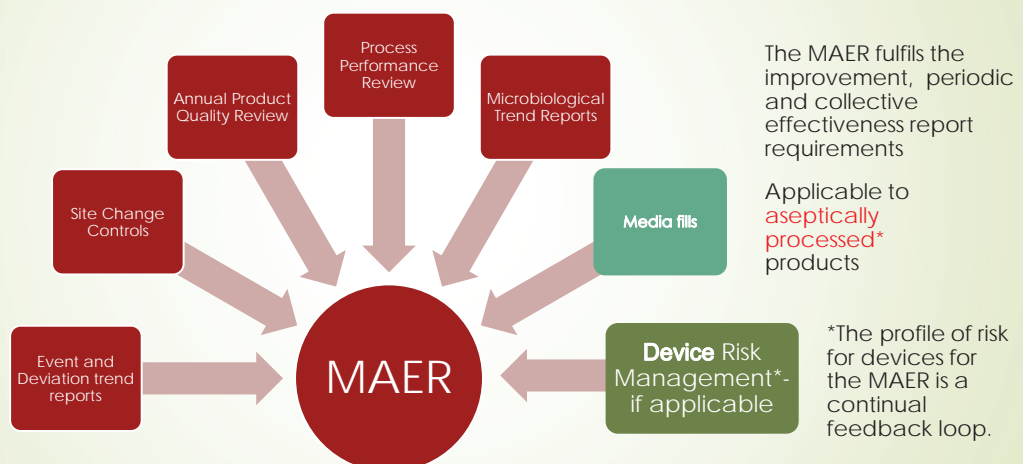 Process
Performance
Review
Annual Product
Quality Review
Microbiological
Trend Reports
Site Change
Controls
Media fills
Event and
Deviation trend
reports
MAER
Device Risk
Management*-
if applicable
The MAER fulfils the
improvement, periodic
and collective
effectiveness report
requirements
Applicable to
aseptically
processed*
products
*The profile of risk
for devices for
the MAER is a
continual
feedback loop.